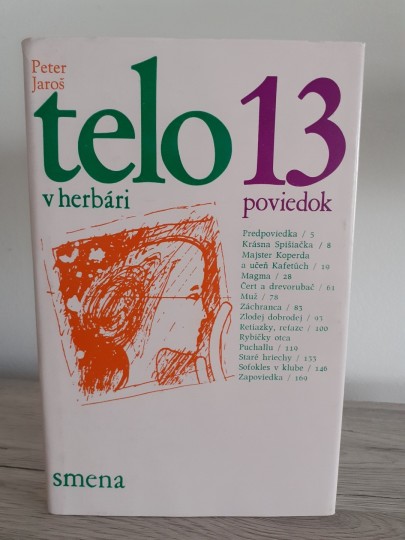 Peter
Jaroš
telo 13
v herbári
poviedok
Predpoviedka / 5
Krásna Spišiačka / 8
Majster Koperda
a učeň Kafetúch / 19
Magma / 28
Čert a drevorubač / 61
Muž / 78
Záchranca / 83
Zlodej dobrodej / 93
Retiazky, reťaze / 100
Rybičky otca
Puchallu / 119
Staré hriechy / 133
Sofokles v klube / 146
Zapoviedka / 169
smena